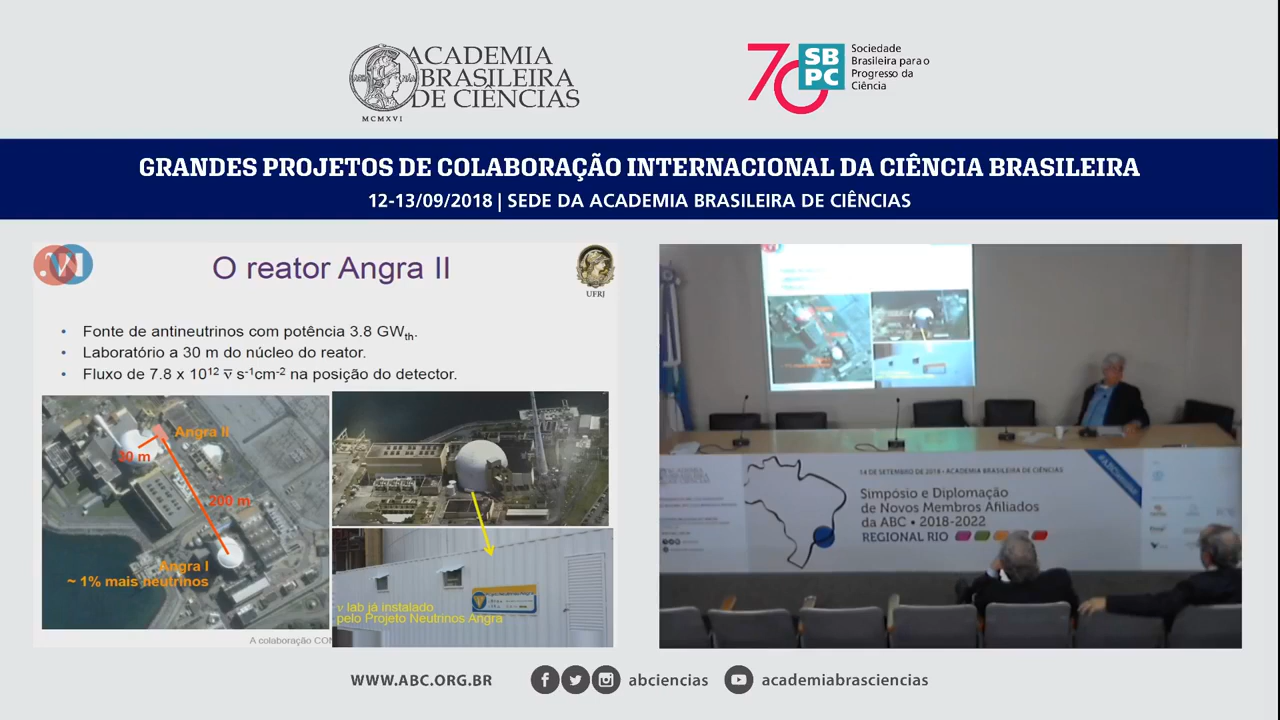 ACADEMIA
BRASILEIRA
DE CIÊNCIAS
MCMXVI
70
SB
PC
Sociedade
Brasileira para o
Progresso da
Ciência
GRANDES PROJETOS DE COLABORAÇÃO INTERNACIONAL DA CIÊNCIA BRASILEIRA
12-13/09/2018 | SEDE DA ACADEMIA BRASILEIRA DE CIÊNCIAS
O reator Angra II
UFRJ
• Fonte de antineutrinos com potência 3.8 GWth.
• Laboratório a 30 m do núcleo do reator.
• Fluxo de 7.8 x 10¹² ν̅ s⁻¹cm⁻² na posição do detector.
Angra II
30 m
200 m
Angra I
~ 1% mais neutrinos
ν lab já instalado
pelo Projeto Neutrinos Angra
A colaboração CON
14 DE SETEMBRO DE 2018 • ACADEMIA BRASILEIRA DE CIÊNCIAS
Simpósio e Diplomação
de Novos Membros Afiliados
da ABC • 2018-2022
REGIONAL RIO
WWW.ABC.ORG.BR
abciencias
academiabrasciencias